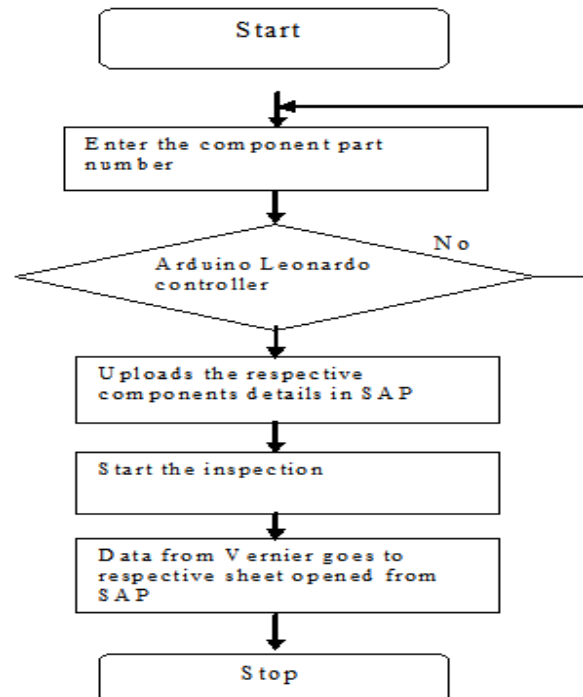 Start
Enter the component part
number
No
Arduino Leonardo
controller
Uploads the respective
components details in SAP
Start the inspection
Data from Vernier goes to
respective sheet opened from
SAP
Stop